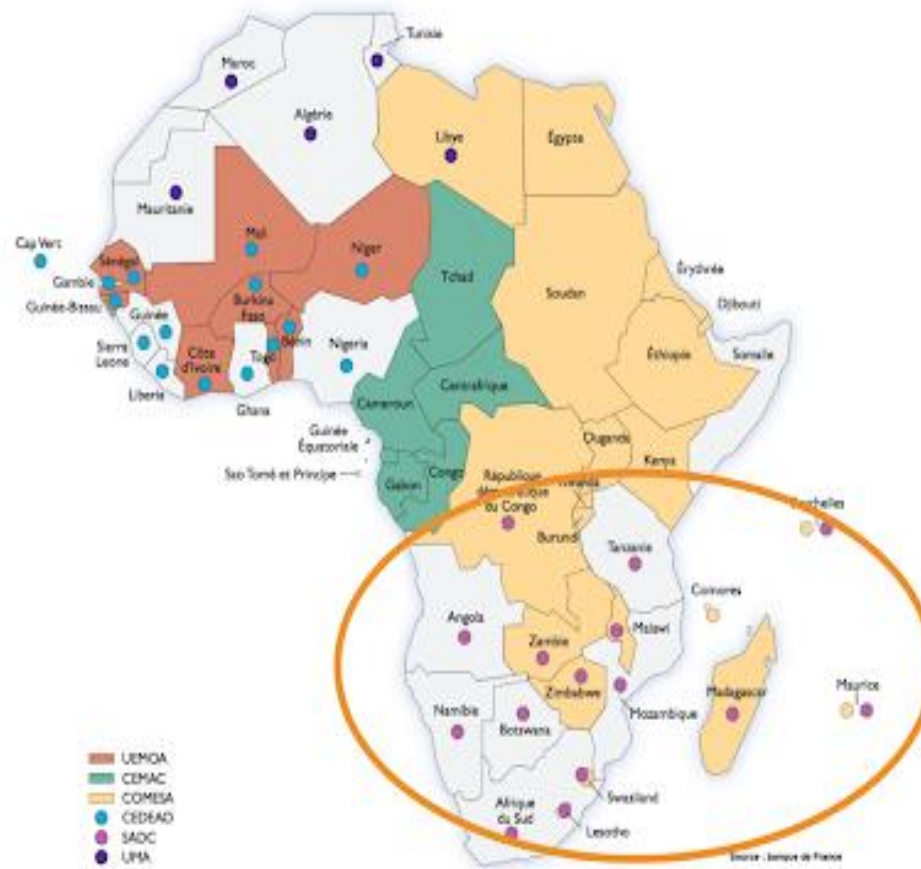 Tunisie
Maroc
Algérie
Libye
Égypte
Mauritanie
Cap Vert
Mali
Niger
Sénégal
Tchad
Soudan
Érythrée
Gambie
Djibouti
Guinée-Bissau
Burkina
Faso
Guinée
Bénin
Nigeria
Éthiopie
Somalie
Sierra
Leone
Côte
d'Ivoire
Togo
Centrafrique
Liberia
Ghana
Cameroun
Guinée
Équatoriale
Ouganda
Kenya
Sao Tomé et Principe
Gabon
Congo
République
démocratique
du Congo
Rwanda
Burundi
Seychelles
Tanzanie
Comores
Angola
Malawi
Zambie
Zimbabwe
Madagascar
Maurice
Namibie
Botswana
Mozambique
Swaziland
Afrique
du Sud
Lesotho
UEMOA
CEMAC
COMESA
CEDEAO
SADC
UMA
Source : banque de France